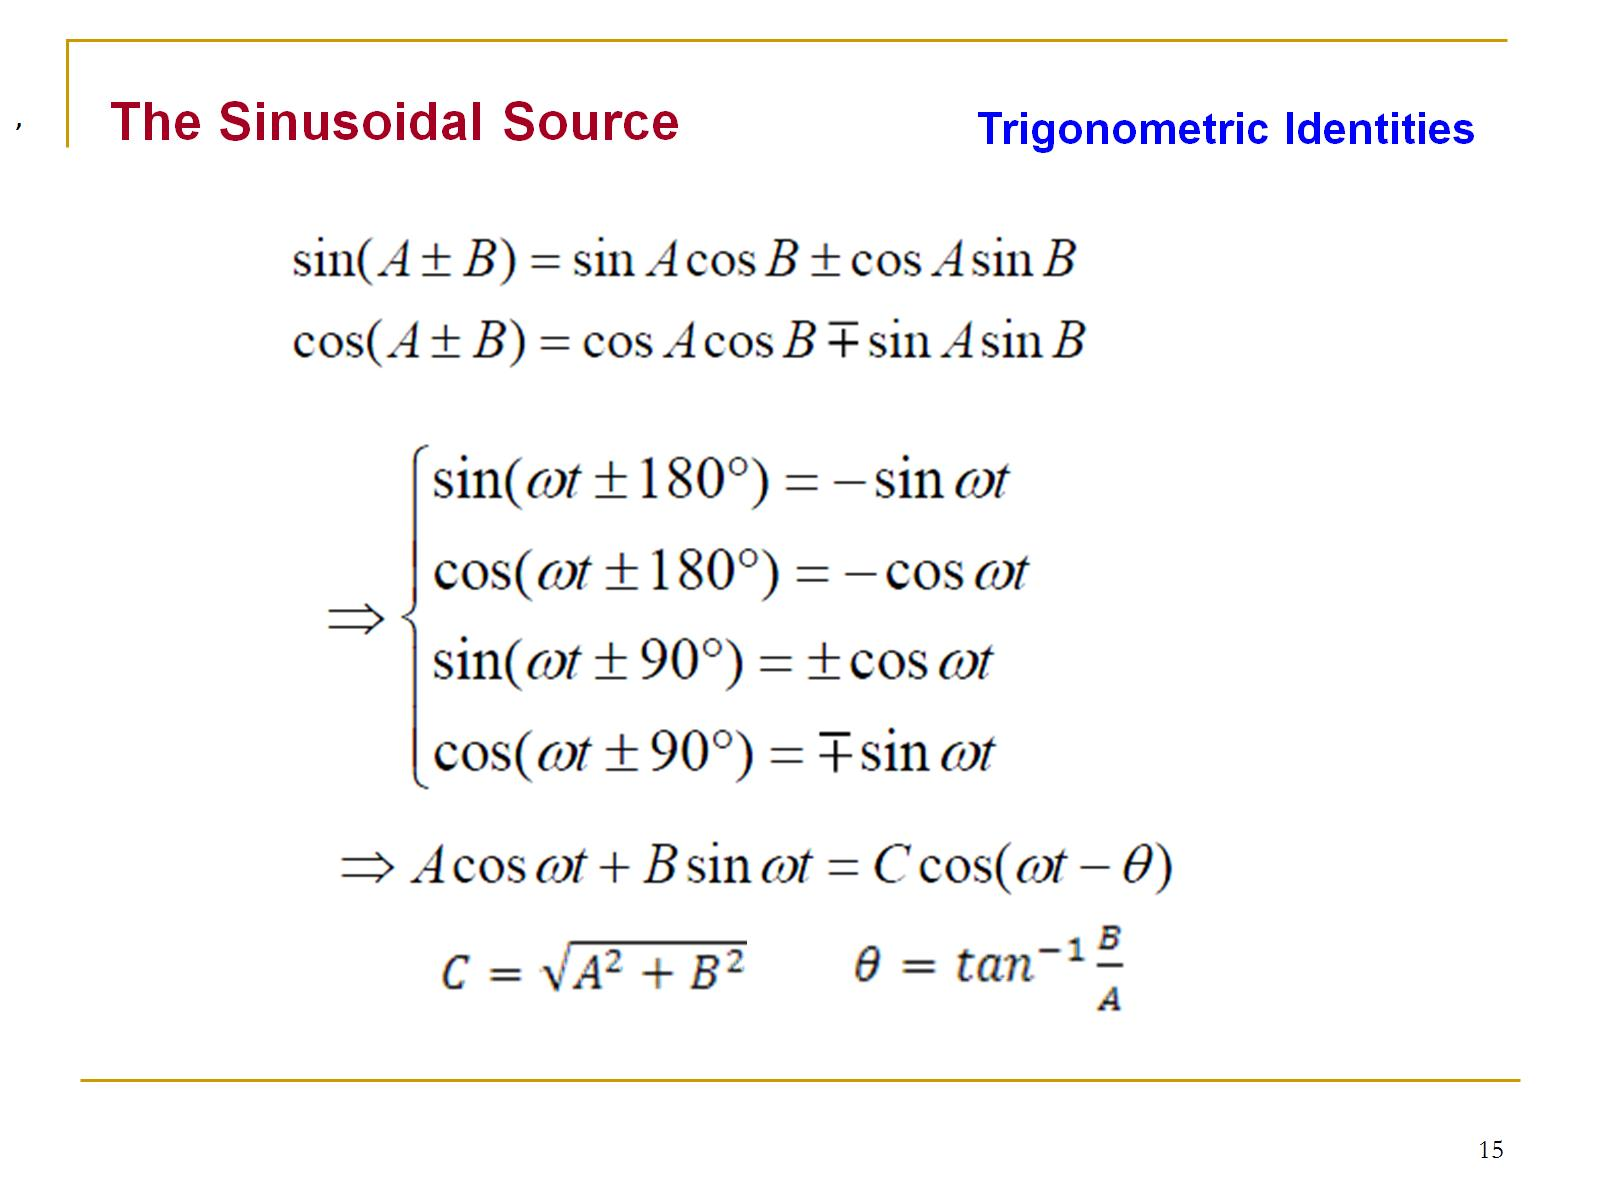 The Sinusoidal Source
Trigonometric Identities
,
sin(A ± B) = sin A cos B ± cos A sin B
cos(A ± B) = cos A cos B ∓ sin A sin B
sin(ωt ± 180°) = −sin ωt
cos(ωt ± 180°) = −cos ωt
⇒
sin(ωt ± 90°) = ±cos ωt
cos(ωt ± 90°) = ∓sin ωt
⇒ A cos ωt + B sin ωt = C cos(ωt − θ)
C = √(A² + B²)   θ = tan⁻¹ B/A
15